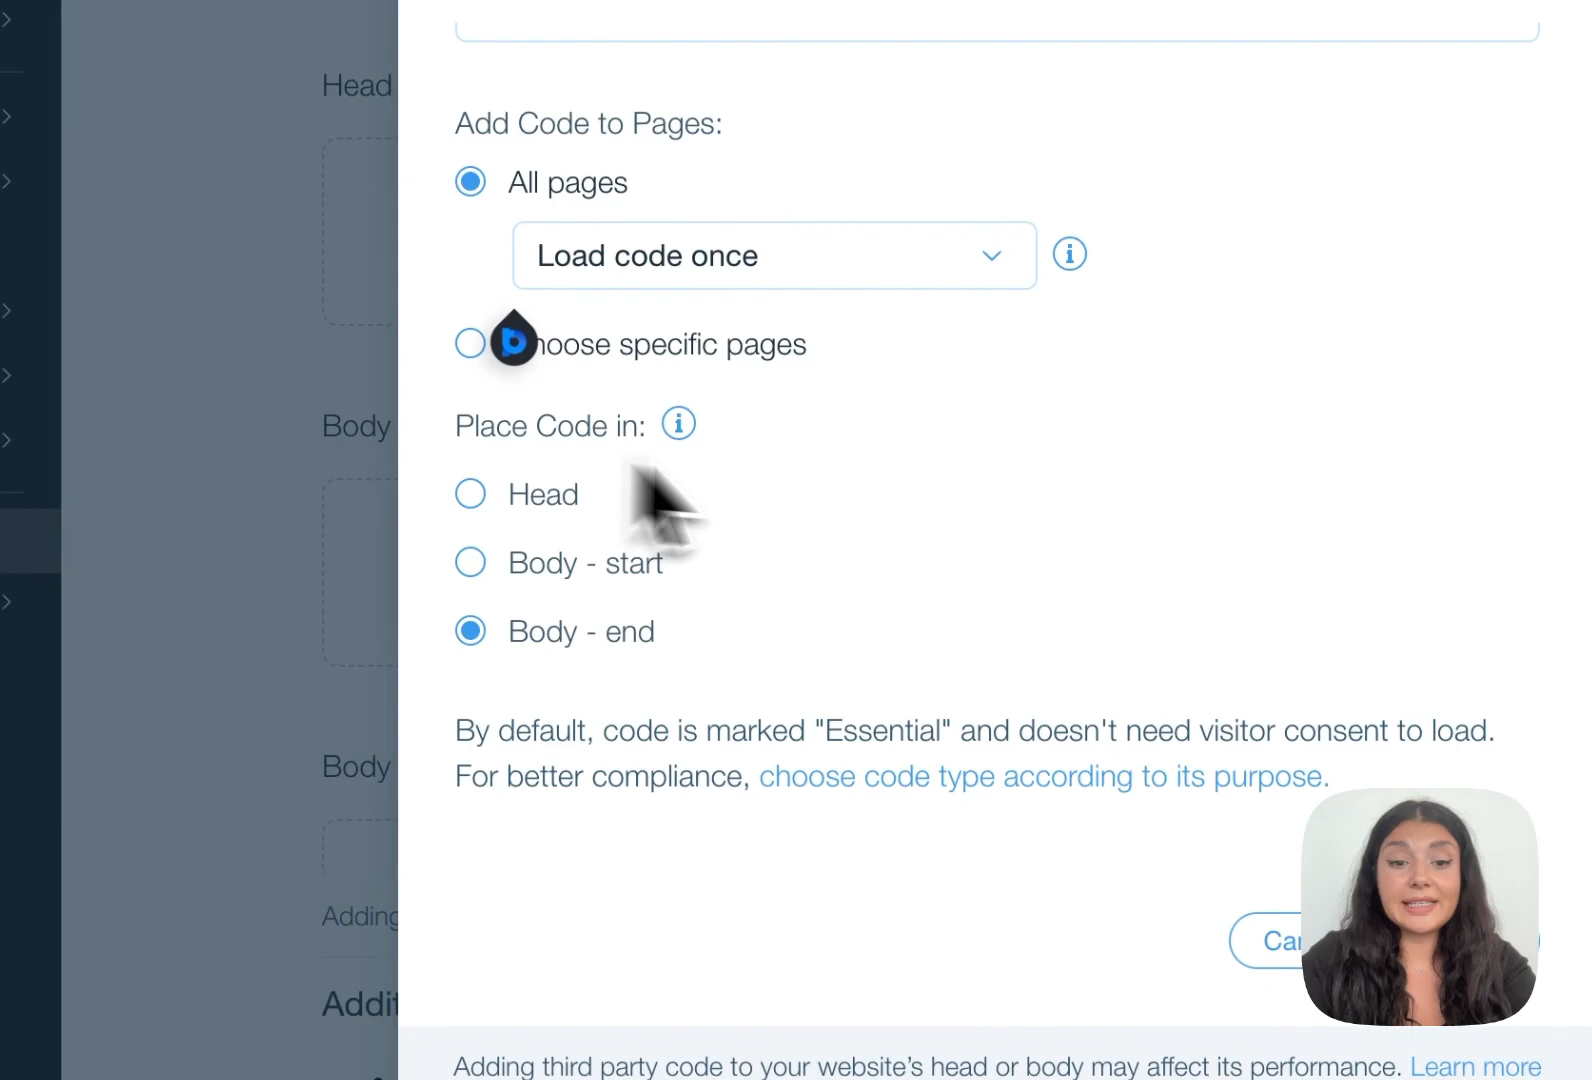 Head
Add Code to Pages:
All pages
Load code once
hoose specific pages
Body
Place Code in:
Head
Body - start
Body - end
By default, code is marked "Essential" and doesn't need visitor consent to load.
For better compliance, choose code type according to its purpose.
Body
Adding
Car
Addit
Adding third party code to your website's head or body may affect its performance. Learn more